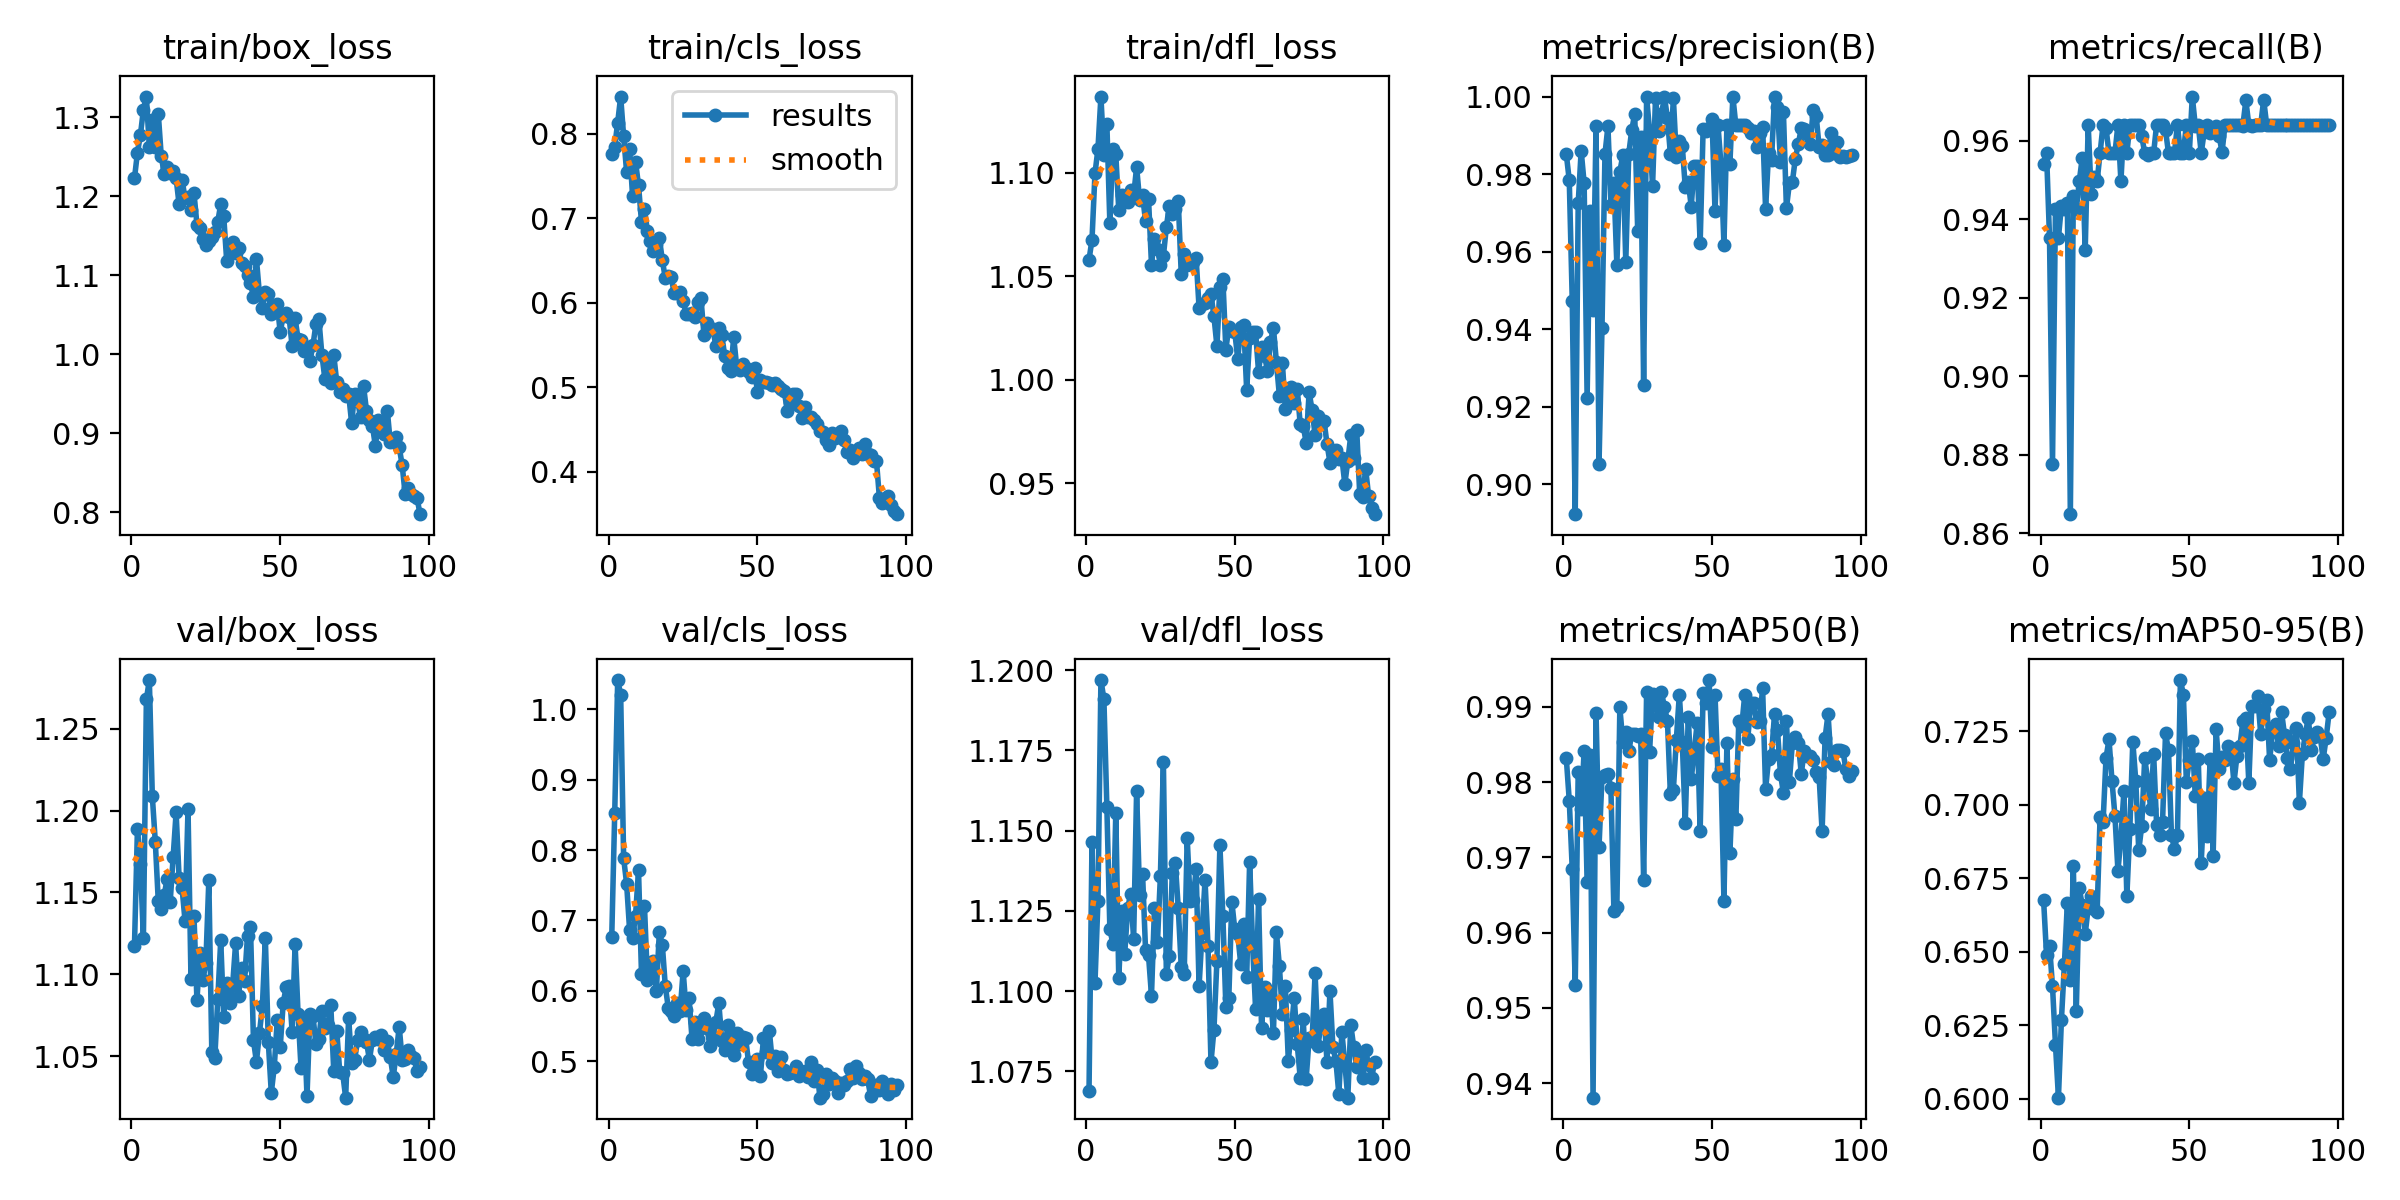 train/box_loss
train/cls_loss
train/dfl_loss
metrics/precision(B)
metrics/recall(B)
1.3
1.2
1.1
1.0
0.9
0.8
0 50 100
0.8
0.7
0.6
0.5
0.4
0 50 100
results
smooth
1.10
1.05
1.00
0.95
0 50 100
1.00
0.98
0.96
0.94
0.92
0.90
0 50 100
0.96
0.94
0.92
0.90
0.88
0.86
0 50 100
val/box_loss
val/cls_loss
val/dfl_loss
metrics/mAP50(B)
metrics/mAP50-95(B)
1.25
1.20
1.15
1.10
1.05
0 50 100
1.0
0.9
0.8
0.7
0.6
0.5
0 50 100
1.200
1.175
1.150
1.125
1.100
1.075
0 50 100
0.99
0.98
0.97
0.96
0.95
0.94
0 50 100
0.725
0.700
0.675
0.650
0.625
0.600
0 50 100